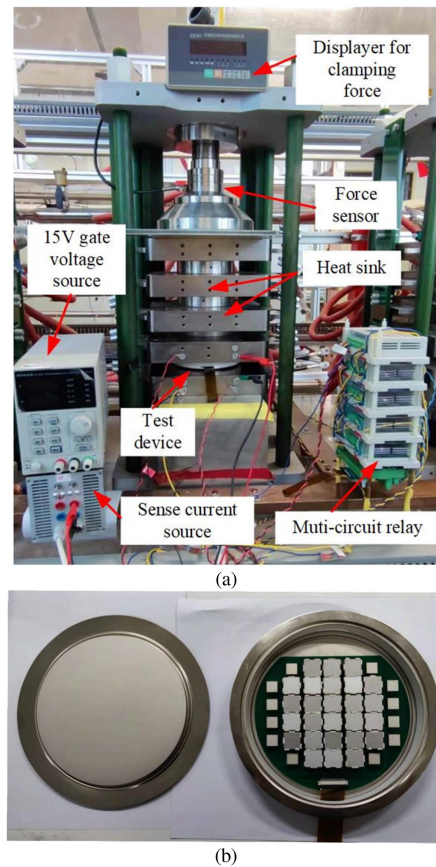 (a)
Displayer for
clamping
force
Force
sensor
15V gate
voltage
source
Heat sink
Test
device
Sense current
source
Muti-circuit relay
(b)